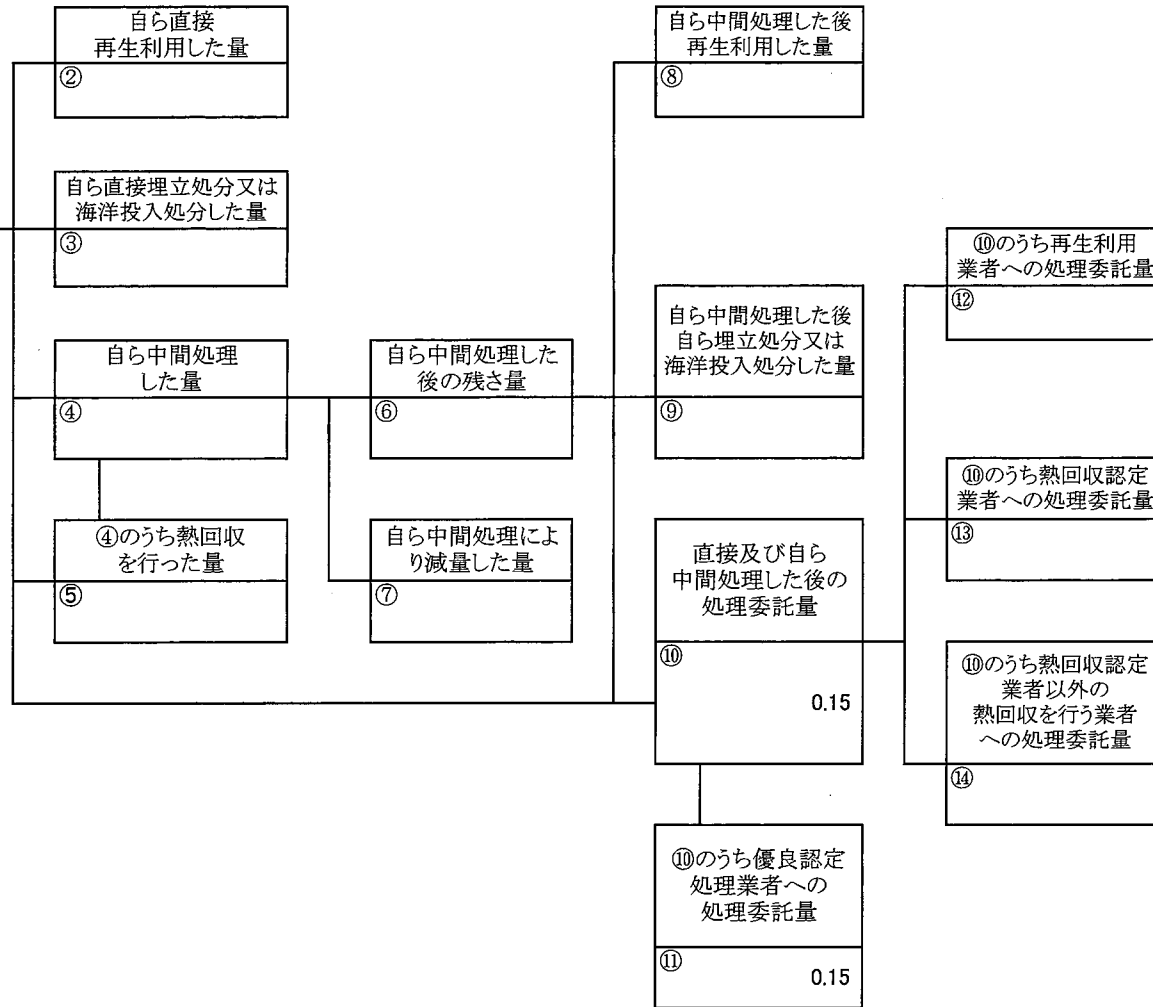 自ら直接
再生利用した量
②
自ら直接埋立処分又は
海洋投入処分した量
③
自ら中間処理
した量
④
④のうち熱回収
を行った量
⑤
自ら中間処理した
後の残さ量
⑥
自ら中間処理によ
り減量した量
⑦
自ら中間処理した後
再生利用した量
⑧
自ら中間処理した後
自ら埋立処分又は
海洋投入処分した量
⑨
直接及び自ら
中間処理した後の
処理委託量
⑩
0.15
⑩のうち優良認定
処理業者への
処理委託量
⑪
0.15
⑩のうち再生利用
業者への処理委託量
⑫
⑩のうち熱回収認定
業者への処理委託量
⑬
⑩のうち熱回収認定
業者以外の
熱回収を行う業者
への処理委託量
⑭